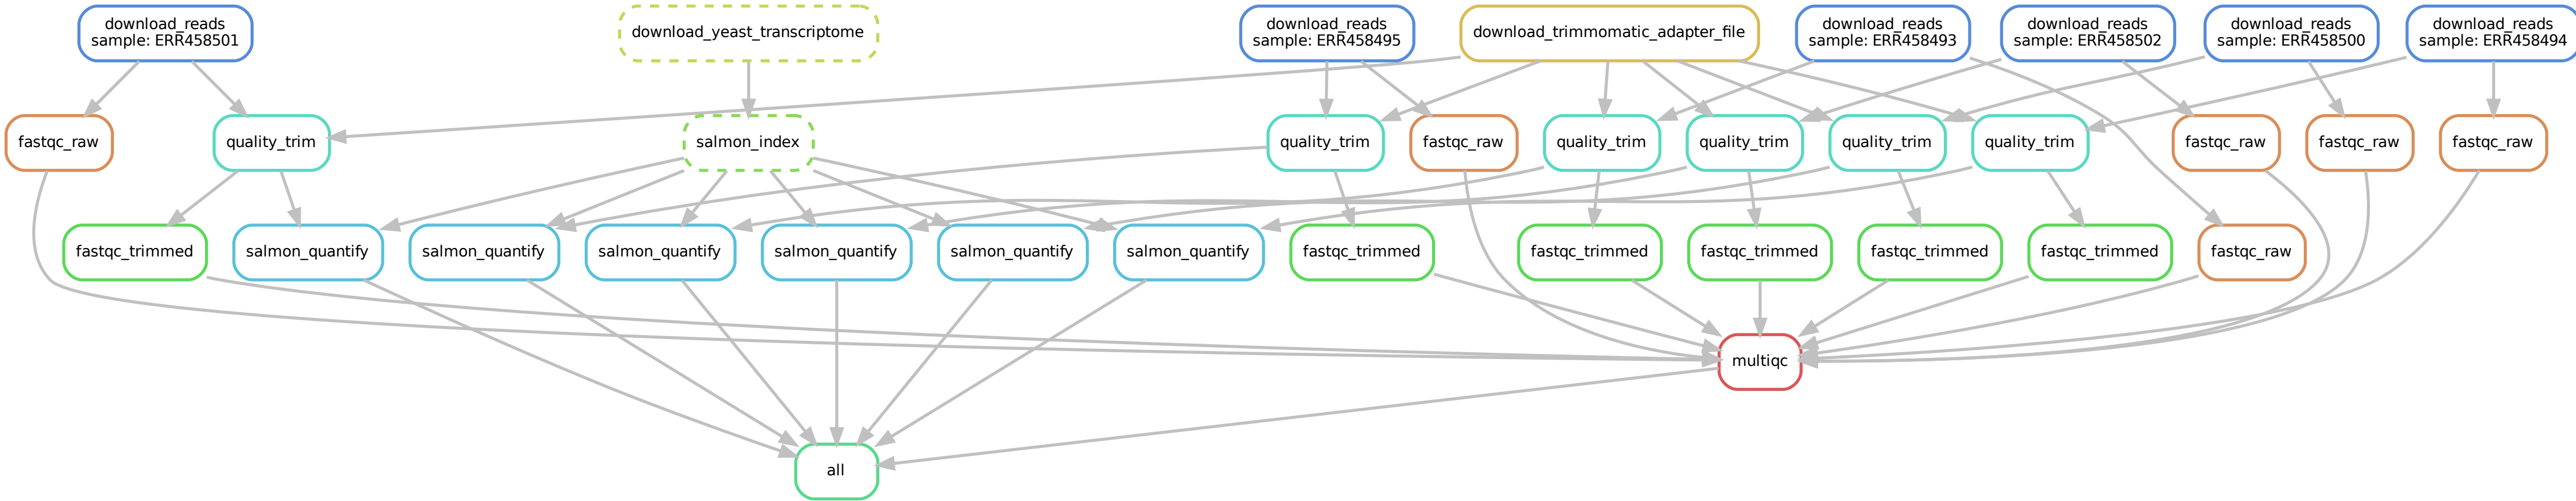 download_reads
sample: ERR458501
download_yeast_transcriptome
download_reads
sample: ERR458495
download_trimmomatic_adapter_file
download_reads
sample: ERR458493
download_reads
sample: ERR458502
download_reads
sample: ERR458500
download_reads
sample: ERR458494
fastqc_raw
quality_trim
salmon_index
quality_trim
fastqc_raw
quality_trim
quality_trim
quality_trim
quality_trim
fastqc_raw
fastqc_raw
fastqc_raw
fastqc_trimmed
salmon_quantify
salmon_quantify
salmon_quantify
salmon_quantify
salmon_quantify
salmon_quantify
fastqc_trimmed
fastqc_trimmed
fastqc_trimmed
fastqc_trimmed
fastqc_trimmed
fastqc_raw
multiqc
all